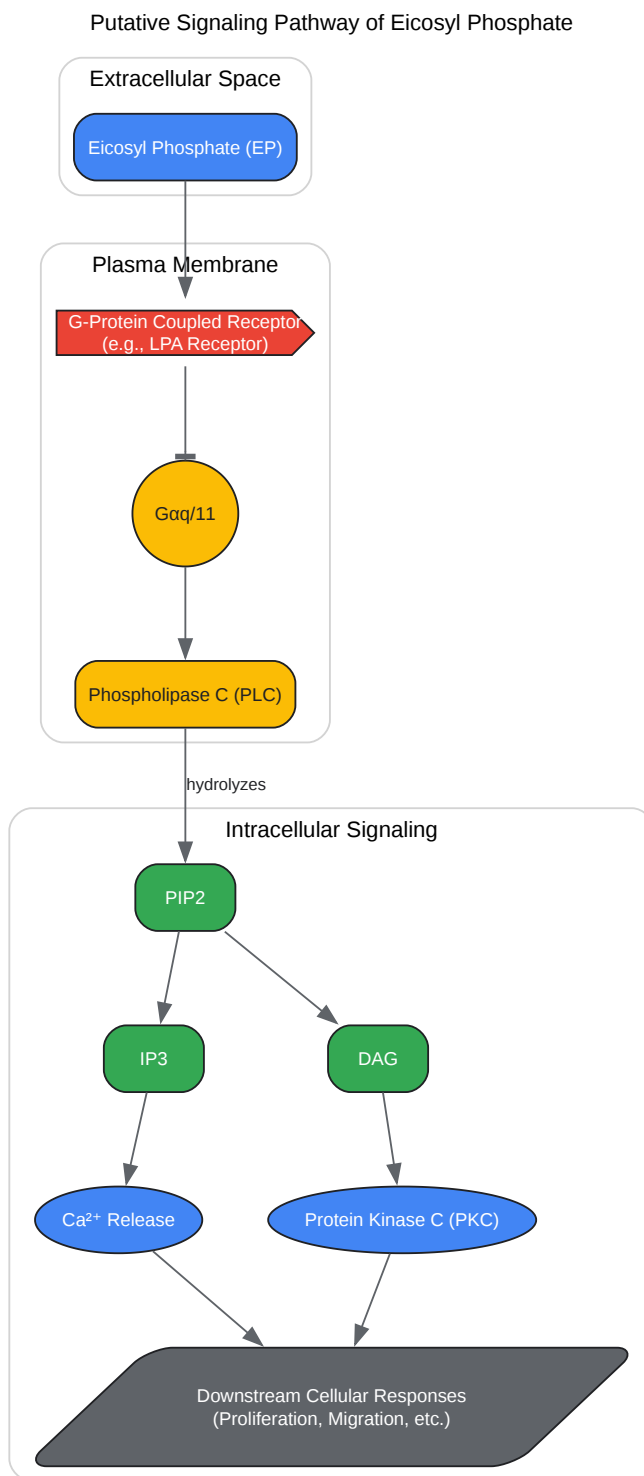 Putative Signaling Pathway of Eicosyl Phosphate
Extracellular Space
Eicosyl Phosphate (EP)
Plasma Membrane
G-Protein Coupled Receptor
(e.g., LPA Receptor)
Gαq/11
Phospholipase C (PLC)
hydrolyzes
Intracellular Signaling
PIP2
IP3
DAG
Ca²⁺ Release
Protein Kinase C (PKC)
Downstream Cellular Responses
(Proliferation, Migration, etc.)